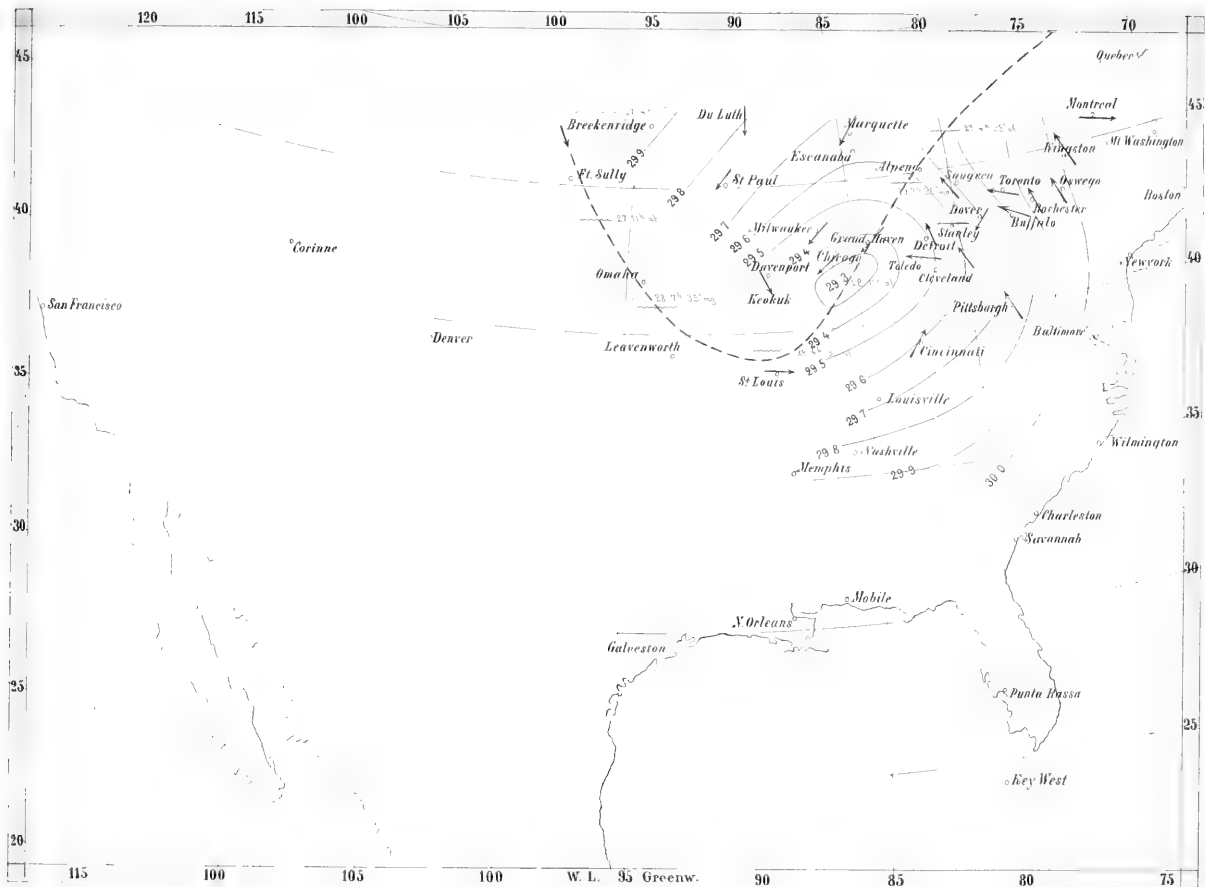 120 115 100 105 100 95 90 85 80 75 70
45
Quebec
45
Montreal
Du Luth
Breekenridge
Marquette
Mt Washington
Kingston
29.9
Escanaba
Alpena
Saugeen
Ft. Sully
St Paul
Toronto
Oswego
29.8
Boston
40
Dover
Rochester
Buffalo
29.7
Milwaukee
Stanley
29.6
Grand Haven
Detroit
Corinne
29.5
29.4
Chicago
Toledo
Newyork
40
Davenport
Cleveland
Omaha
29.3
28.7h 35' mg
Keokuk
San Francisco
Pittsburgh
Denver
Baltimore
Leavenworth
29.4
Cincinnati
35
29.5
St Louis
29.6
Louisville
29.7
35
29.8
Nashville
Wilmington
Memphis
29.9
30.0
30
Charleston
Savannah
30
Mobile
N. Orleans
Galveston
25
Punta Rassa
25
Key West
20
115 100 105 100 W. L. 95 Greenw. 90 85 80 75